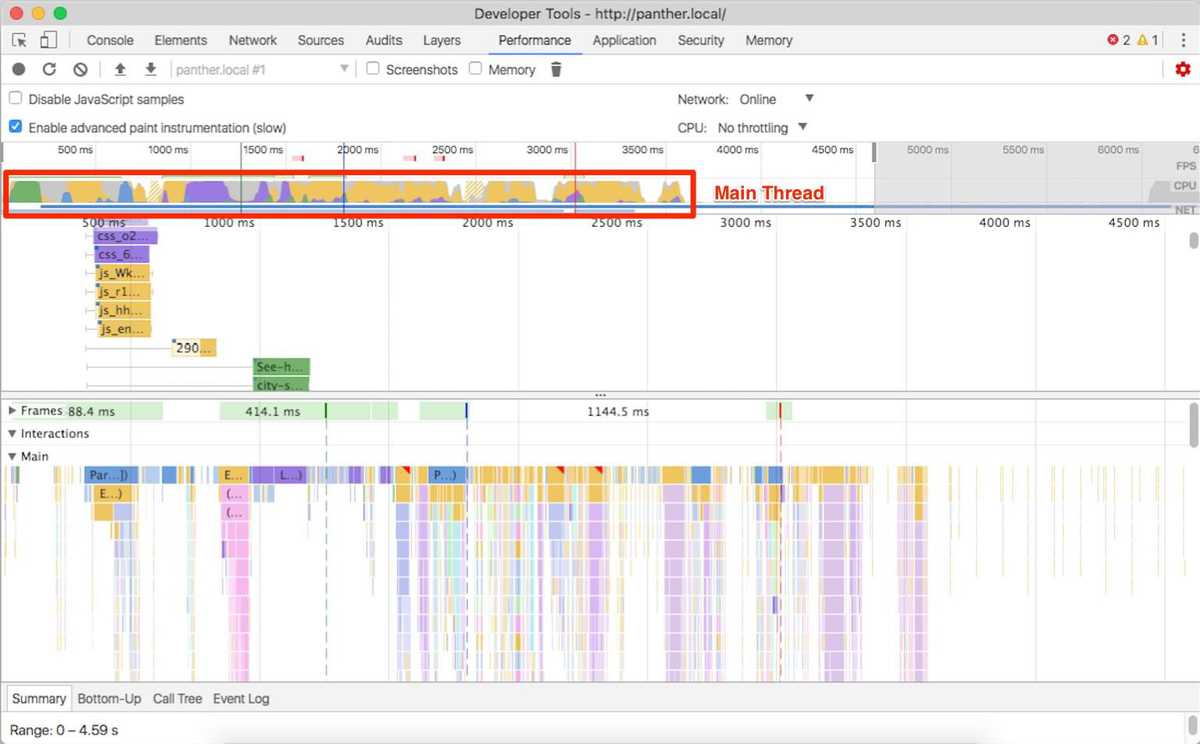 Developer Tools - http://panther.local/
Console Elements Network Sources Audits Layers Performance Application Security Memory 2 1
panther.local #1 Screenshots Memory
Disable JavaScript samples Network: Online
Enable advanced paint instrumentation (slow) CPU: No throttling
500 ms 1000 ms 1500 ms 2000 ms 2500 ms 3000 ms 3500 ms 4000 ms 4500 ms 5000 ms 5500 ms 6000 ms 6
FPS
CPU
Main Thread
NET
500 ms 1000 ms 1500 ms 2000 ms 2500 ms 3000 ms 3500 ms 4000 ms 4500 ms
css_o2...
css_6...
js_Wk...
js_r1...
js_hh...
js_en...
290...
See-h...
city-s...
...
Frames 88.4 ms 414.1 ms 1144.5 ms
Interactions
Main
Par...]) E... L...) P...)
E...) (...
(...
Summary Bottom-Up Call Tree Event Log
Range: 0 – 4.59 s